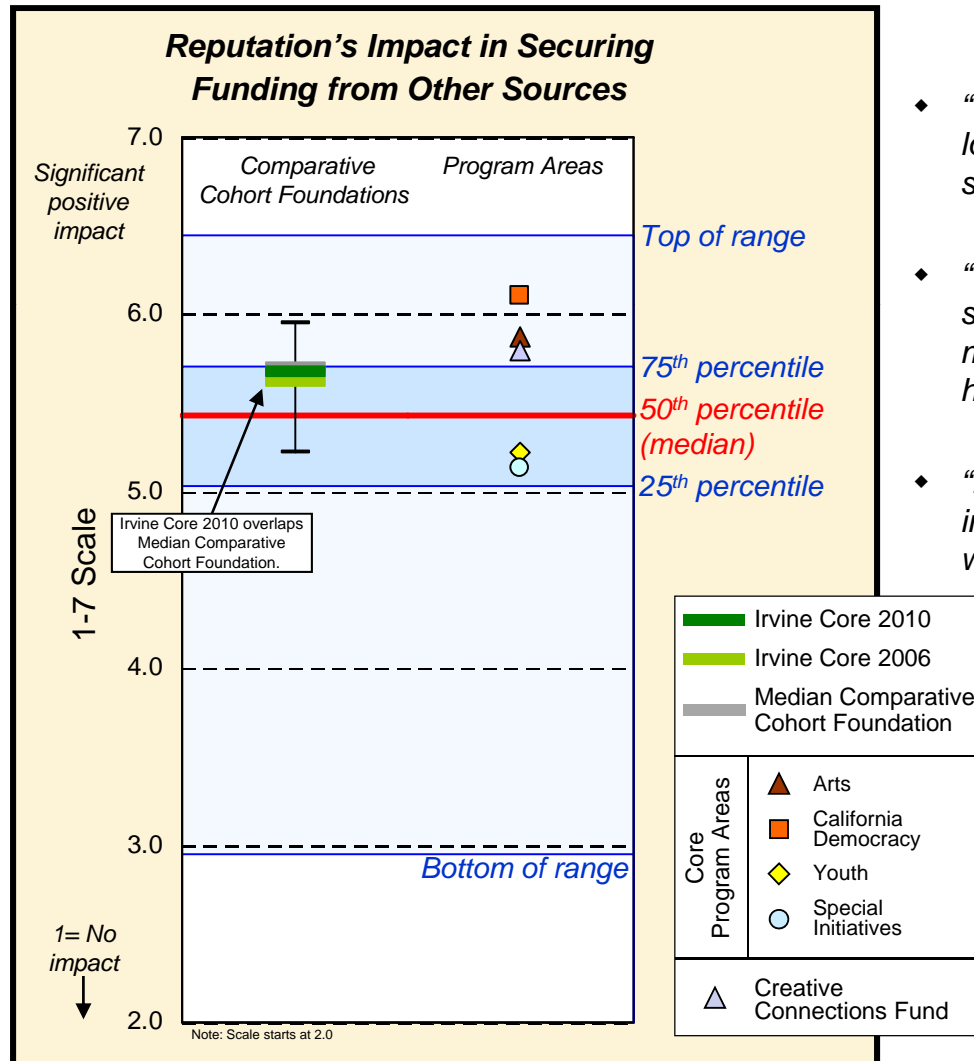 Reputation's Impact in Securing
Funding from Other Sources
7.0
Significant
positive
impact
Comparative
Cohort Foundations
Program Areas
Top of range
6.0
75th percentile
50th percentile
(median)
25th percentile
5.0
Irvine Core 2010 overlaps
Median Comparative
Cohort Foundation.
1-7 Scale
4.0
3.0
Bottom of range
1= No
impact
2.0
Note: Scale starts at 2.0
Irvine Core 2010
Irvine Core 2006
Median Comparative
Cohort Foundation
Core
Program Areas
Arts
California
Democracy
Youth
Special
Initiatives
Creative
Connections Fund